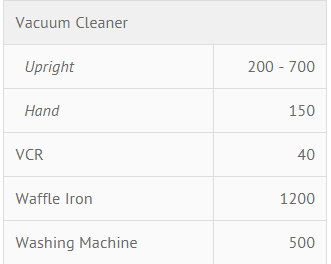 Vacuum Cleaner
Upright 200 - 700
Hand 150
VCR 40
Waffle Iron 1200
Washing Machine 500